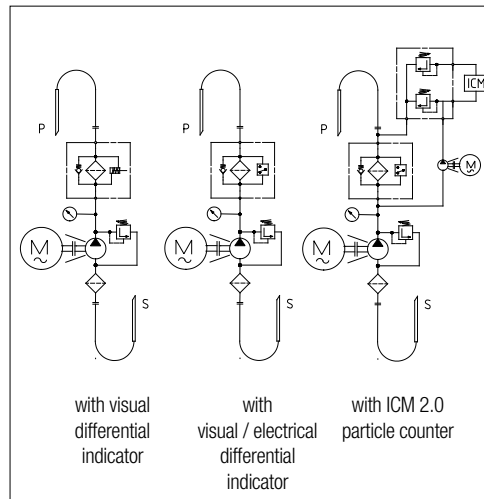 ICM
P
P
P
M
~
M
~
M
~
M
~
S
S
S
with visual
differential
indicator
with
visual / electrical
differential
indicator
with ICM 2.0
particle counter